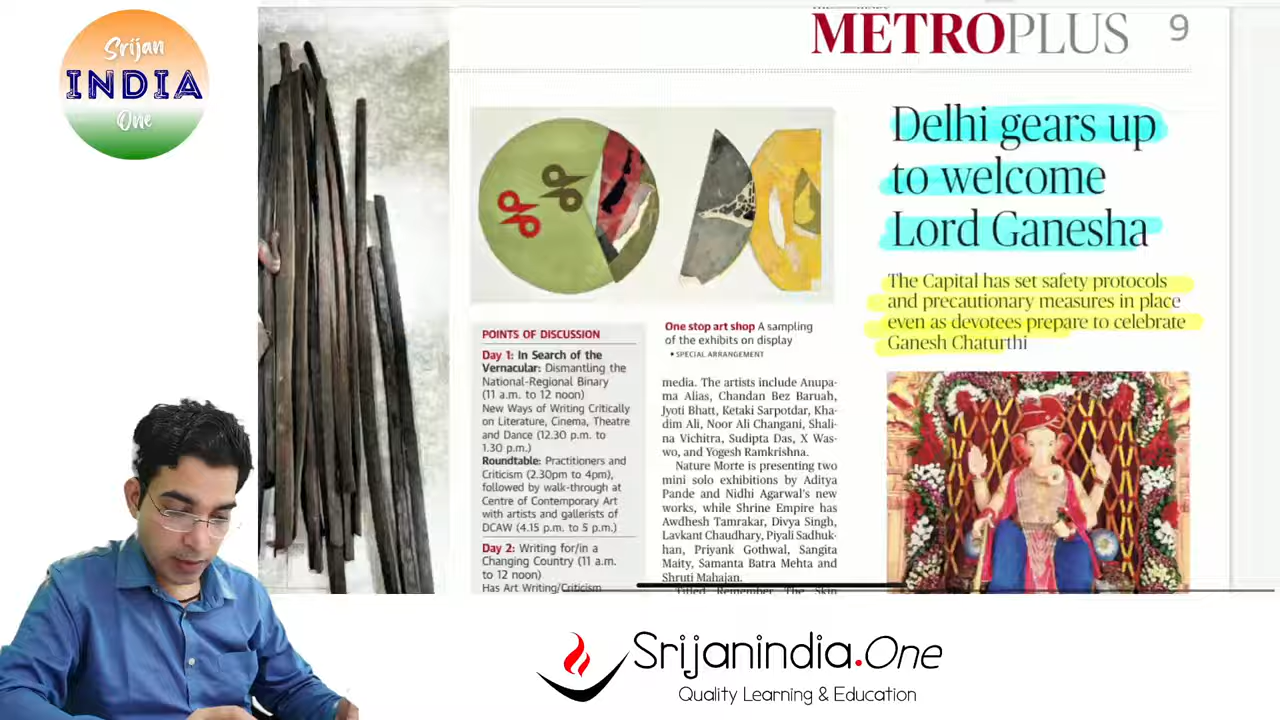 Srijan
INDIA
One
METROPLUS
9
Delhi gears up
to welcome
Lord Ganesha
The Capital has set safety protocols
and precautionary measures in place
even as devotees prepare to celebrate
Ganesh Chaturthi
POINTS OF DISCUSSION
Day 1: In Search of the
Vernacular: Dismantling the
National-Regional Binary
(11 a.m. to 12 noon)
New Ways of Writing Critically
on Literature, Cinema, Theatre
and Dance (12.30 p.m. to
1.30 p.m.)
Roundtable: Practitioners and
Criticism (2.30pm to 4pm),
followed by walk-through at
Centre of Contemporary Art
with artists and gallerists of
DCAW (4.15 p.m. to 5 p.m.)
Day 2: Writing for/in a
Changing Country (11 a.m.
to 12 noon)
Has Art Writing/Criticism
One stop art shop A sampling
of the exhibits on display
• SPECIAL ARRANGEMENT
media. The artists include Anupa-
ma Alias, Chandan Bez Baruah,
Jyoti Bhatt, Ketaki Sarpotdar, Kha-
dim Ali, Noor Ali Changani, Shali-
na Vichitra, Sudipta Das, X Was-
wo, and Yogesh Ramkrishna.
Nature Morte is presenting two
mini solo exhibitions by Aditya
Pande and Nidhi Agarwal's new
works, while Shrine Empire has
Awdhesh Tamrakar, Divya Singh,
Lavkant Chaudhary, Piyali Sadhuk-
han, Priyank Gothwal, Sangita
Maity, Samanta Batra Mehta and
Shruti Mahajan.
Titled Remember The Skin
Srijanindia.One
Quality Learning & Education